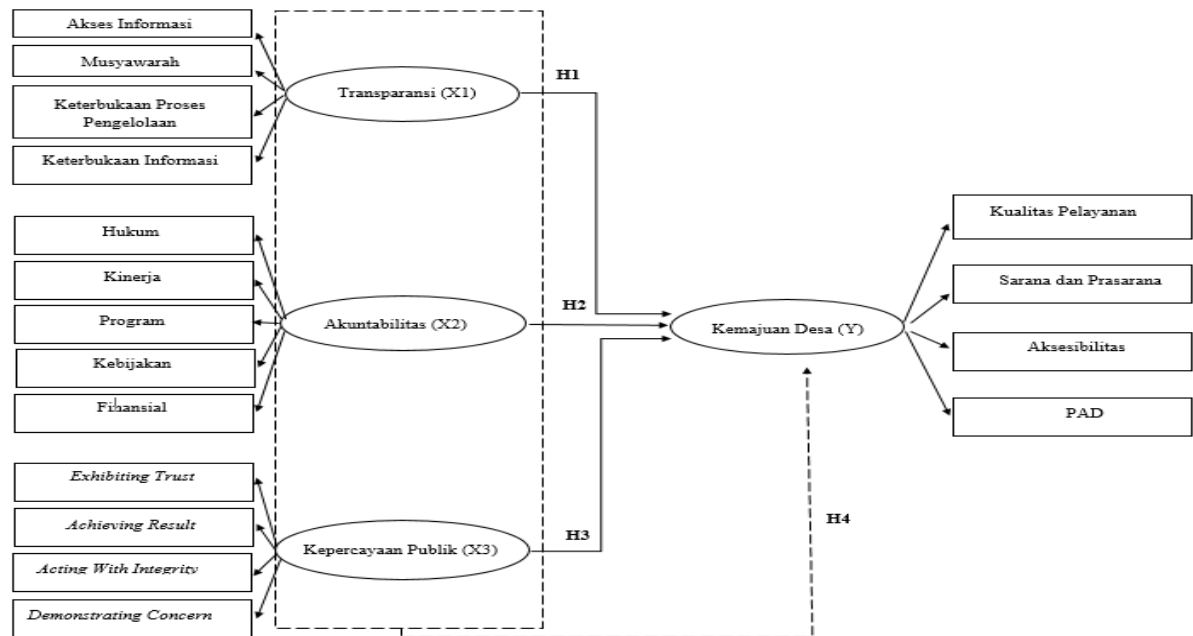 Akses Informasi
Musyawarah
Keterbukaan Proses
Pengelolaan
Keterbukaan Informasi
Transparansi (X1)
H1
Hukum
Kinerja
Program
Kebijakan
Finansial
Akuntabilitas (X2)
H2
Exhibiting Trust
Achieving Result
Acting With Integrity
Demonstrating Concern
Kepercayaan Publik (X3)
H3
Kemajuan Desa (Y)
H4
Kualitas Pelayanan
Sarana dan Prasarana
Aksesibilitas
PAD